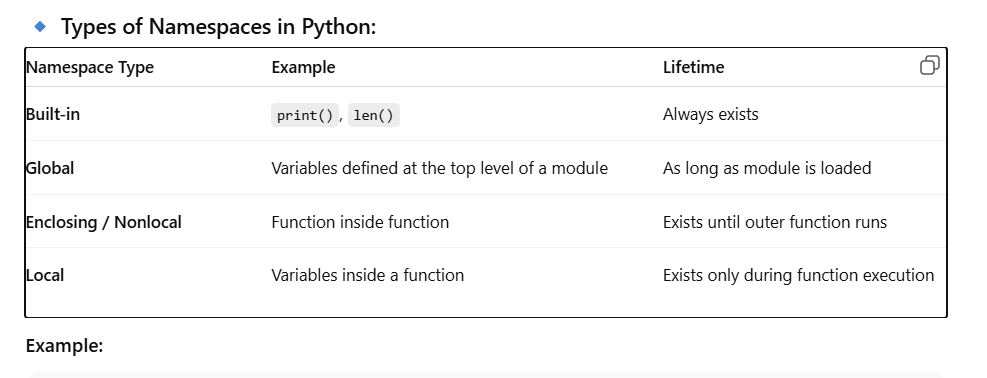 Types of Namespaces in Python:
Namespace Type Example Lifetime
Built-in print(), len() Always exists
Global Variables defined at the top level of a module As long as module is loaded
Enclosing / Nonlocal Function inside function Exists until outer function runs
Local Variables inside a function Exists only during function execution
Example: